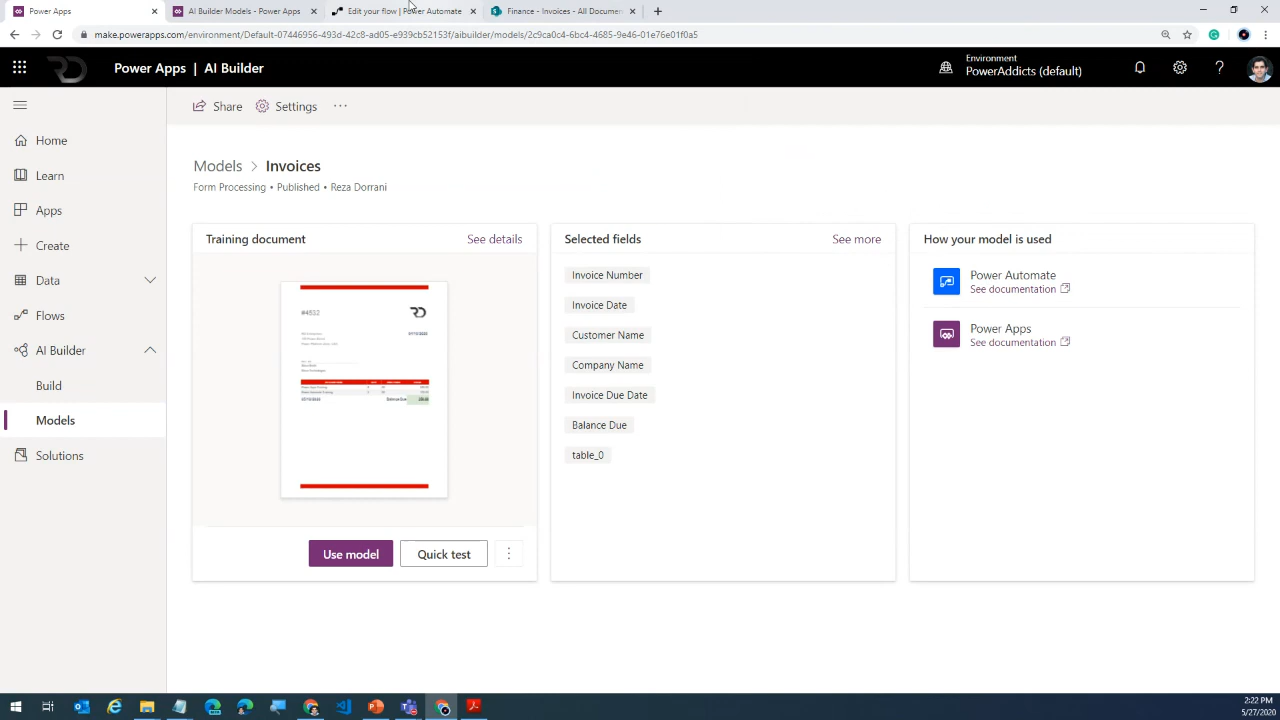 Power Apps
AI Builder Models - Power Apps
Edit your flow | Power Automate
Finance - Invoices - All Documen
make.powerapps.com/environment/Default-07446956-493d-42c8-ad05-e939cb52153f/aibuilder/models/2c9ca0c4-6bc4-4685-9e46-01e76e01f0a5
RD
Power Apps | AI Builder
Environment
PowerAddicts (default)
Share
Settings
Home
Learn
Apps
Create
Data
Flows
AI Builder
Build
Models
Solutions
Models > Invoices
Form Processing • Published • Reza Dorrani
Training document
See details
#4532
RD
Use model
Quick test
Selected fields
See more
Invoice Number
Invoice Date
Customer Name
Company Name
Invoice Due Date
Balance Due
table_0
How your model is used
Power Automate
See documentation
Power Apps
See documentation
2:22 PM
5/27/2020